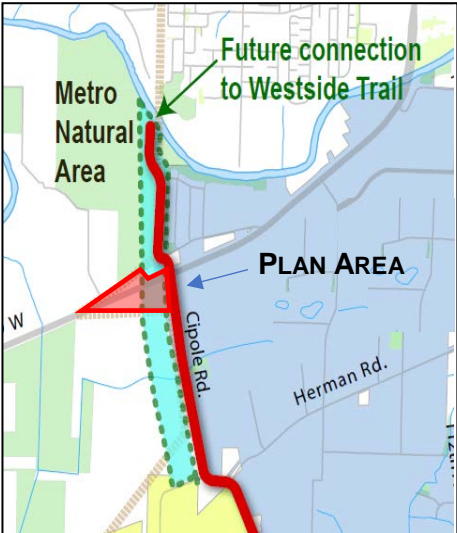 Future connection
to Westside Trail
Metro
Natural
Area
PLAN AREA
W
Cipole Rd.
Herman Rd.